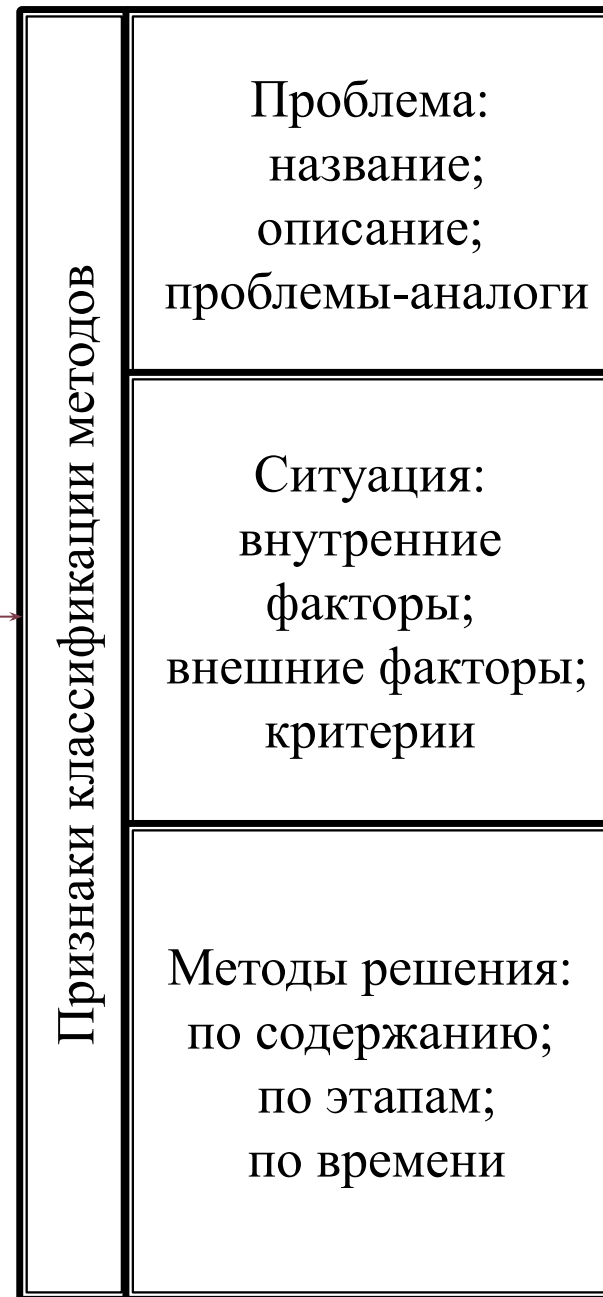 Признаки классификации методов
Проблема:
название;
описание;
проблемы-аналоги
Ситуация:
внутренние
факторы;
внешние факторы;
критерии
Методы решения:
по содержанию;
по этапам;
по времени